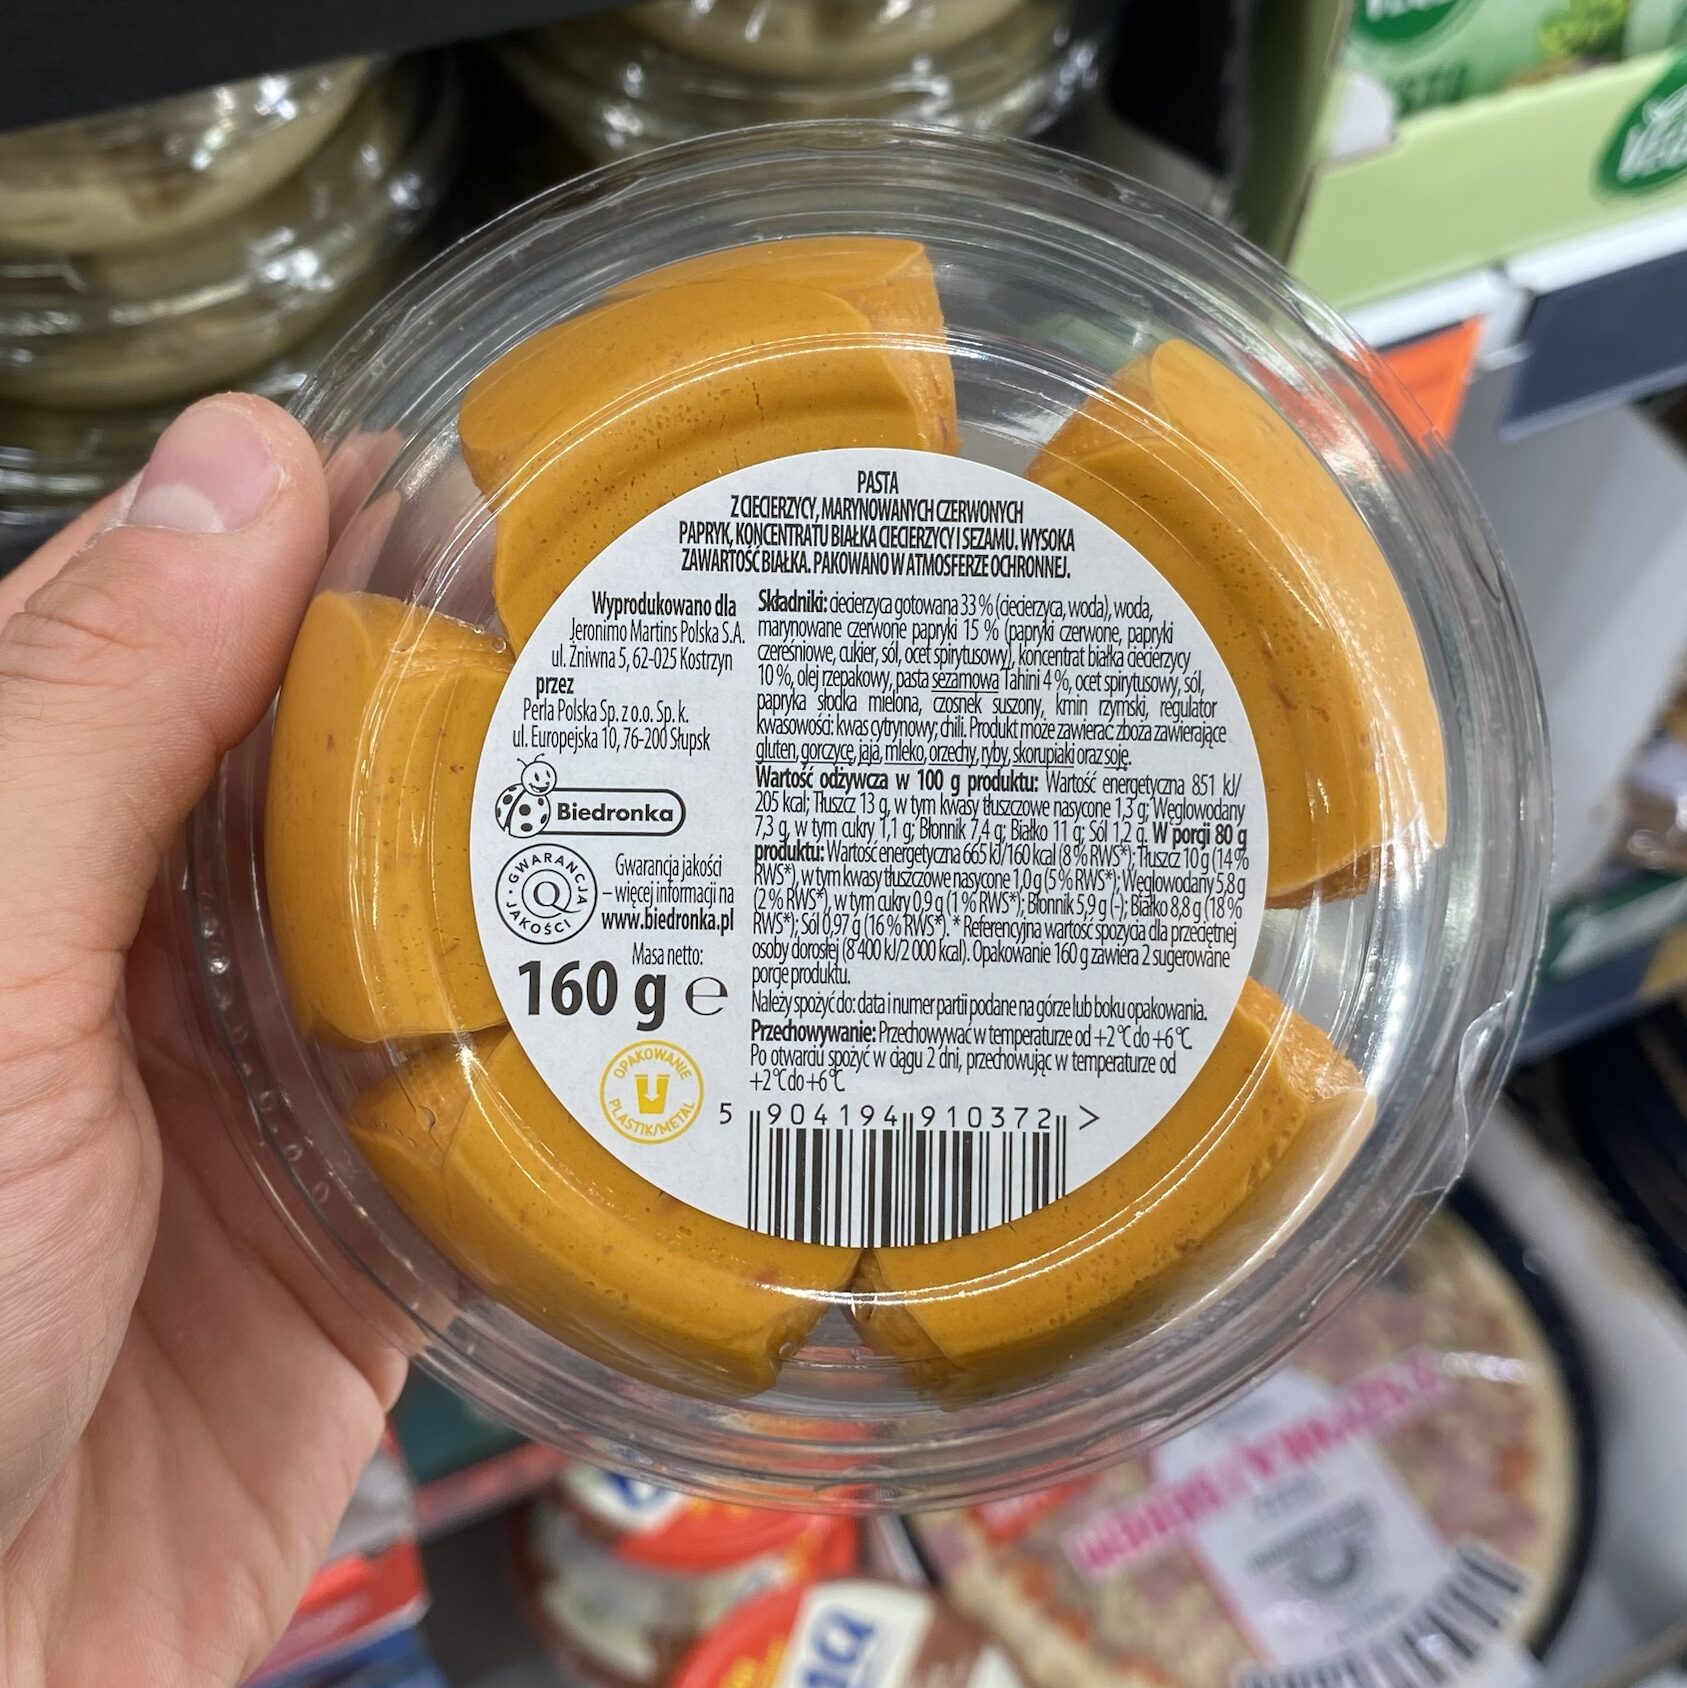 PASTA
Z CIECIERZYCY, MARYNOWANYCH CZERWONYCH
PAPRYK, KONCENTRATU BIAŁKA CIECIERZYCY I SEZAMU. WYSOKA
ZAWARTOŚĆ BIAŁKA. PAKOWANO W ATMOSFERZE OCHRONNEJ.
Wyprodukowano dla
Jeronimo Martins Polska S.A.
ul. Żniwna 5, 62-025 Kostrzyn
przez
Perla Polska Sp. z o.o. Sp. k.
ul. Europejska 10, 76-200 Słupsk
Biedronka
GWARANCJA JAKOŚCI
Q
Gwarancja jakości
– więcej informacji na
www.biedronka.pl
Masa netto:
160 g ℮
OPAKOWANIE
PLASTIK/METAL
Składniki: ciecierzyca gotowana 33 % (ciecierzyca, woda), woda,
marynowane czerwone papryki 15 % (papryki czerwone, papryki
czereśniowe, cukier, sól, ocet spirytusowy), koncentrat białka ciecierzycy
10 %, olej rzepakowy, pasta sezamowa Tahini 4 %, ocet spirytusowy, sól,
papryka słodka mielona, czosnek suszony, kmin rzymski, regulator
kwasowości: kwas cytrynowy; chili. Produkt może zawierać zboża zawierające
gluten, gorczycę, jaja, mleko, orzechy, ryby, skorupiaki oraz soję.
Wartość odżywcza w 100 g produktu: Wartość energetyczna 851 kJ/
205 kcal; Tłuszcz 13 g, w tym kwasy tłuszczowe nasycone 1,3 g; Węglowodany
7,3 g, w tym cukry 1,1 g; Błonnik 7,4 g; Białko 11 g; Sól 1,2 g. W porcji 80 g
produktu: Wartość energetyczna 665 kJ/160 kcal (8 % RWS*); Tłuszcz 10 g (14 %
RWS*), w tym kwasy tłuszczowe nasycone 1,0 g (5 % RWS*); Węglowodany 5,8 g
(2 % RWS*), w tym cukry 0,9 g (1 % RWS*); Błonnik 5,9 g (-); Białko 8,8 g (18 %
RWS*); Sól 0,97 g (16 % RWS*). * Referencyjna wartość spożycia dla przeciętnej
osoby dorosłej (8 400 kJ/2 000 kcal). Opakowanie 160 g zawiera 2 sugerowane
porcje produktu.
Należy spożyć do: data i numer partii podane na górze lub boku opakowania.
Przechowywanie: Przechowywać w temperaturze od +2 °C do +6 °C.
Po otwarciu spożyć w ciągu 2 dni, przechowując w temperaturze od
+2 °C do +6 °C
5 904194 910372 >